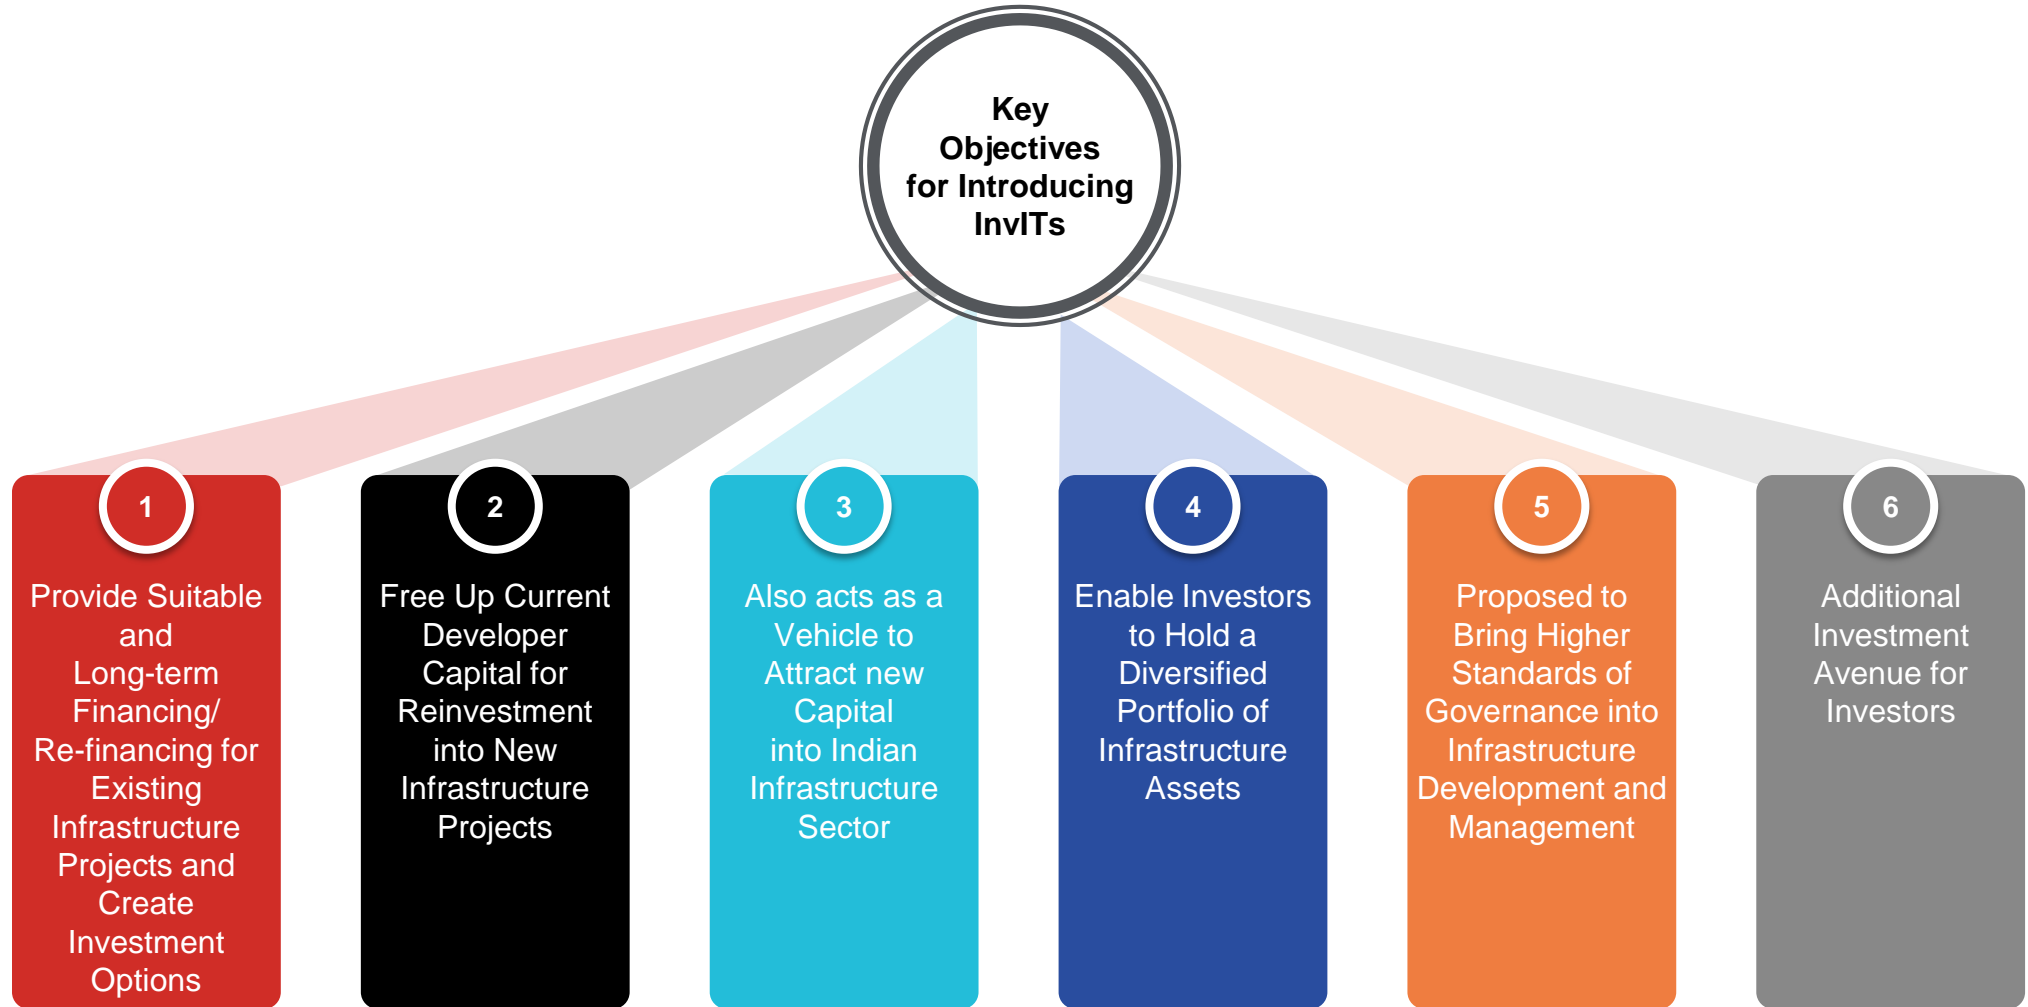 Key
Objectives
for Introducing
InvITs
1
Provide Suitable
and
Long-term
Financing/
Re-financing for
Existing
Infrastructure
Projects and
Create
Investment
Options
2
Free Up Current
Developer
Capital for
Reinvestment
into New
Infrastructure
Projects
3
Also acts as a
Vehicle to
Attract new
Capital
into Indian
Infrastructure
Sector
4
Enable Investors
to Hold a
Diversified
Portfolio of
Infrastructure
Assets
5
Proposed to
Bring Higher
Standards of
Governance into
Infrastructure
Development and
Management
6
Additional
Investment
Avenue for
Investors